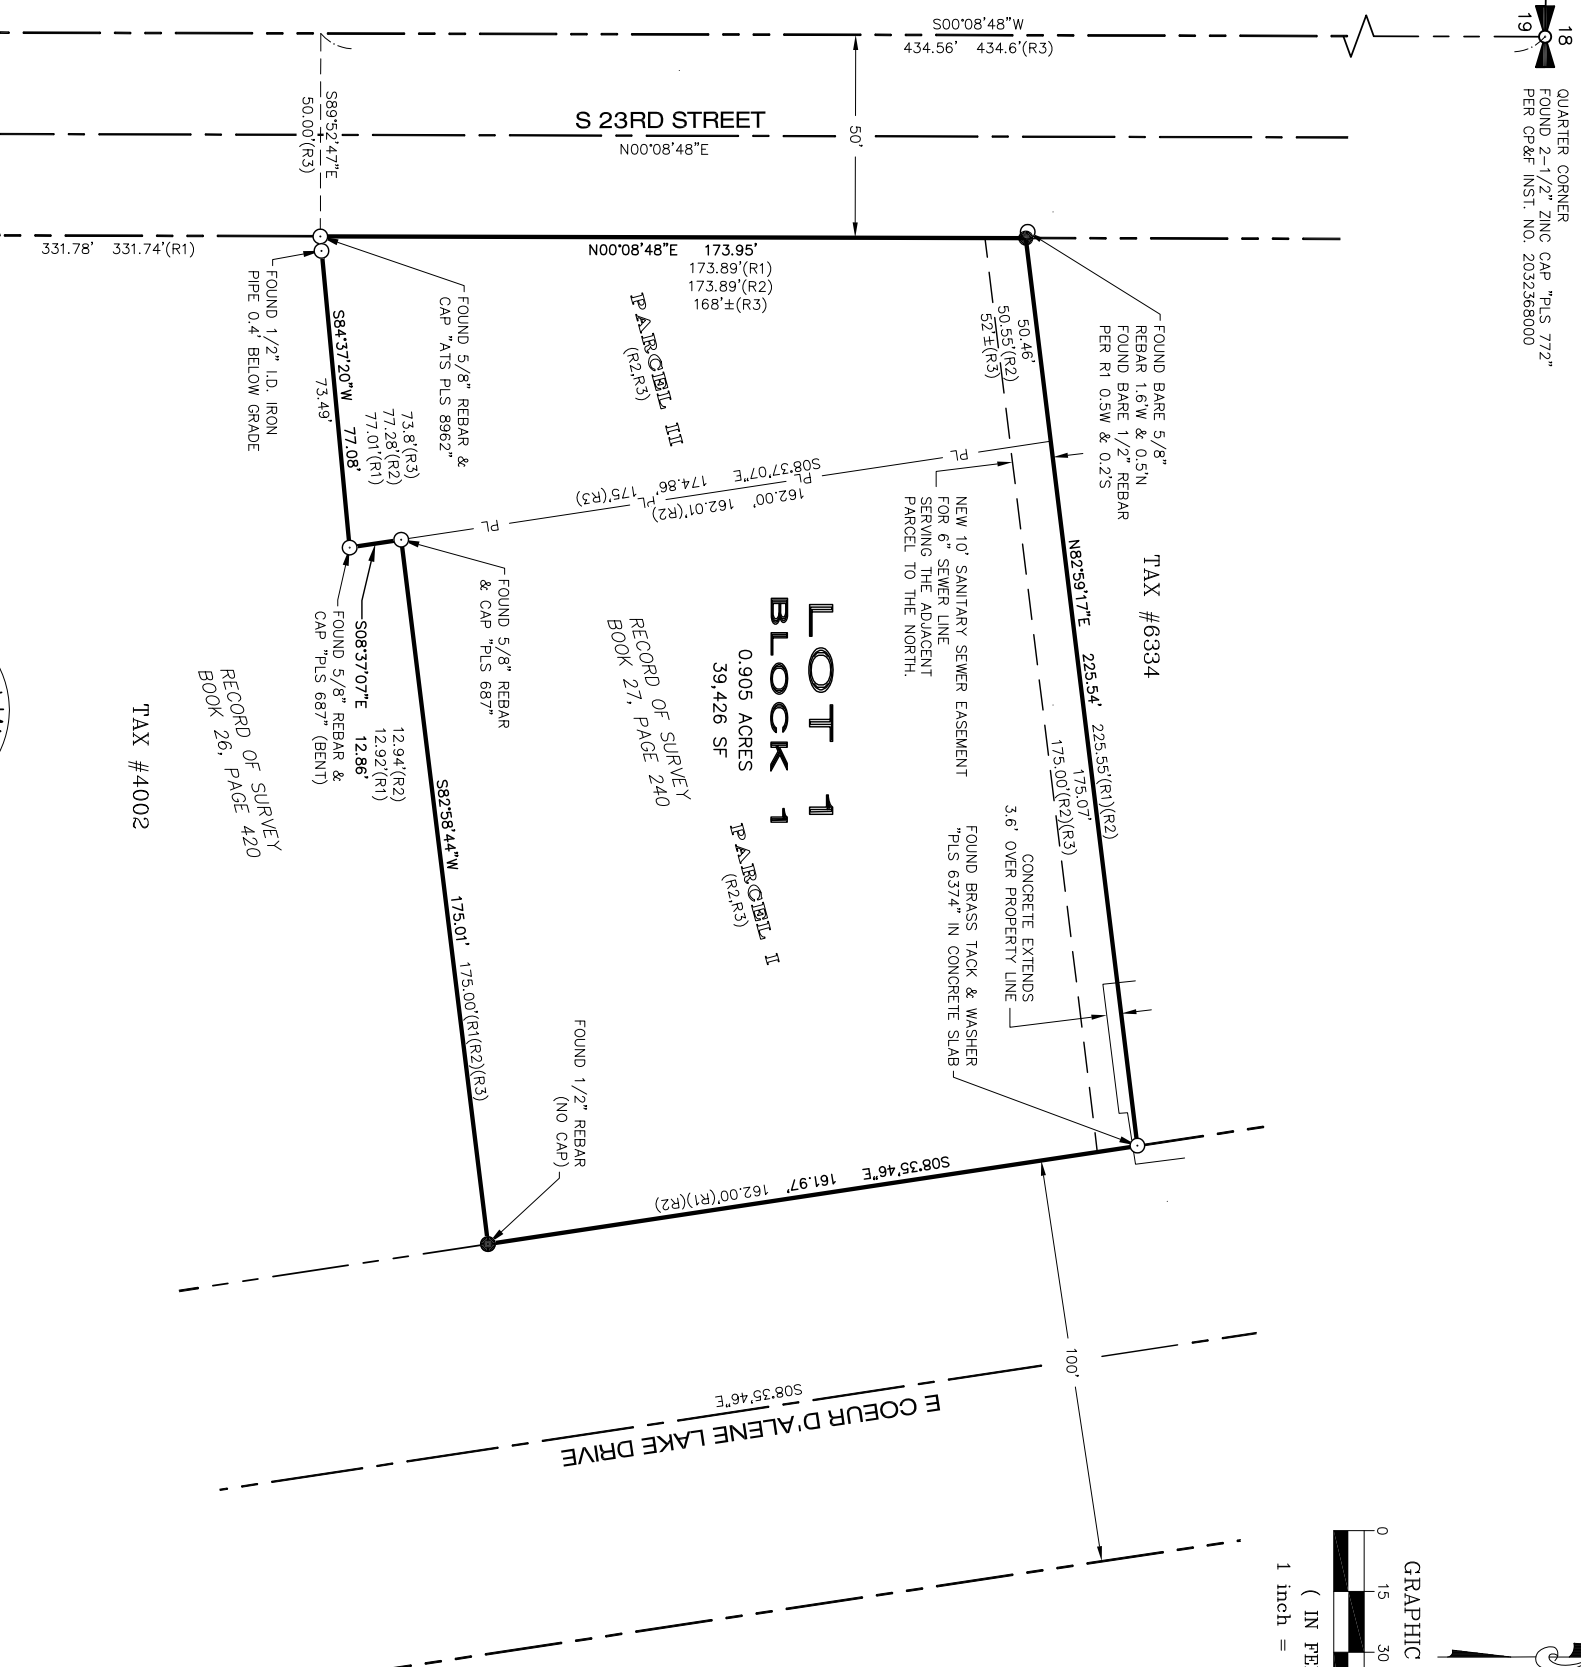 18
19
QUARTER CORNER
FOUND 2-1/2" ZINC CAP "PLS 772"
PER CP&F INST. NO. 2032368000
S00°08'48"W
434.56' 434.6'(R3)
50'
S 23RD STREET
N00°08'48"E
S89°52'47"E
50.00'(R3)
331.78' 331.74'(R1)
N00°08'48"E 173.95'
173.89'(R1)
173.89'(R2)
168'±(R3)
FOUND BARE 5/8"
REBAR 1.6'W & 0.5'N
FOUND BARE 1/2" REBAR
PER R1 0.5W & 0.2'S
50.46'
50.55'(R2)
52'±(R3)
TAX #6334
N82°59'17"E 225.54' 225.55'(R1)(R2)
175.07'
175.00'(R2)(R3)
NEW 10' SANITARY SEWER EASEMENT
FOR 6" SEWER LINE
SERVING THE ADJACENT
PARCEL TO THE NORTH.
CONCRETE EXTENDS
3.6' OVER PROPERTY LINE
FOUND BRASS TACK & WASHER
"PLS 6374" IN CONCRETE SLAB
PARCEL II
(R2,R3)
PL
S08°37'07"E 174.86' 175'(R3)
PL
PL
162.00' 162.01'(R2)
PL
LOT 1
BLOCK 1
0.905 ACRES
39,426 SF
PARCEL I
(R2,R3)
RECORD OF SURVEY
BOOK 27, PAGE 240
FOUND 5/8" REBAR &
CAP "ATS PLS 8962"
FOUND 1/2" I.D. IRON
PIPE 0.4' BELOW GRADE
73.8'(R3)
77.28'(R2)
77.01'(R1)
S84°37'20"W 77.08'
73.49'
FOUND 5/8" REBAR
& CAP "PLS 687"
12.94'(R2)
12.92'(R1)
S08°37'07"E 12.86'
FOUND 5/8" REBAR &
CAP "PLS 687" (BENT)
S82°58'44"W 175.01' 175.00'(R1(R2)(R3)
FOUND 1/2" REBAR
(NO CAP)
S08°35'46"E 161.97' 162.00'(R1)(R2)
RECORD OF SURVEY
BOOK 26, PAGE 420
TAX #4002
100'
S08°35'46"E
E COEUR D'ALENE LAKE DRIVE
GRAPHIC
0 15 30
( IN FE
1 inch =